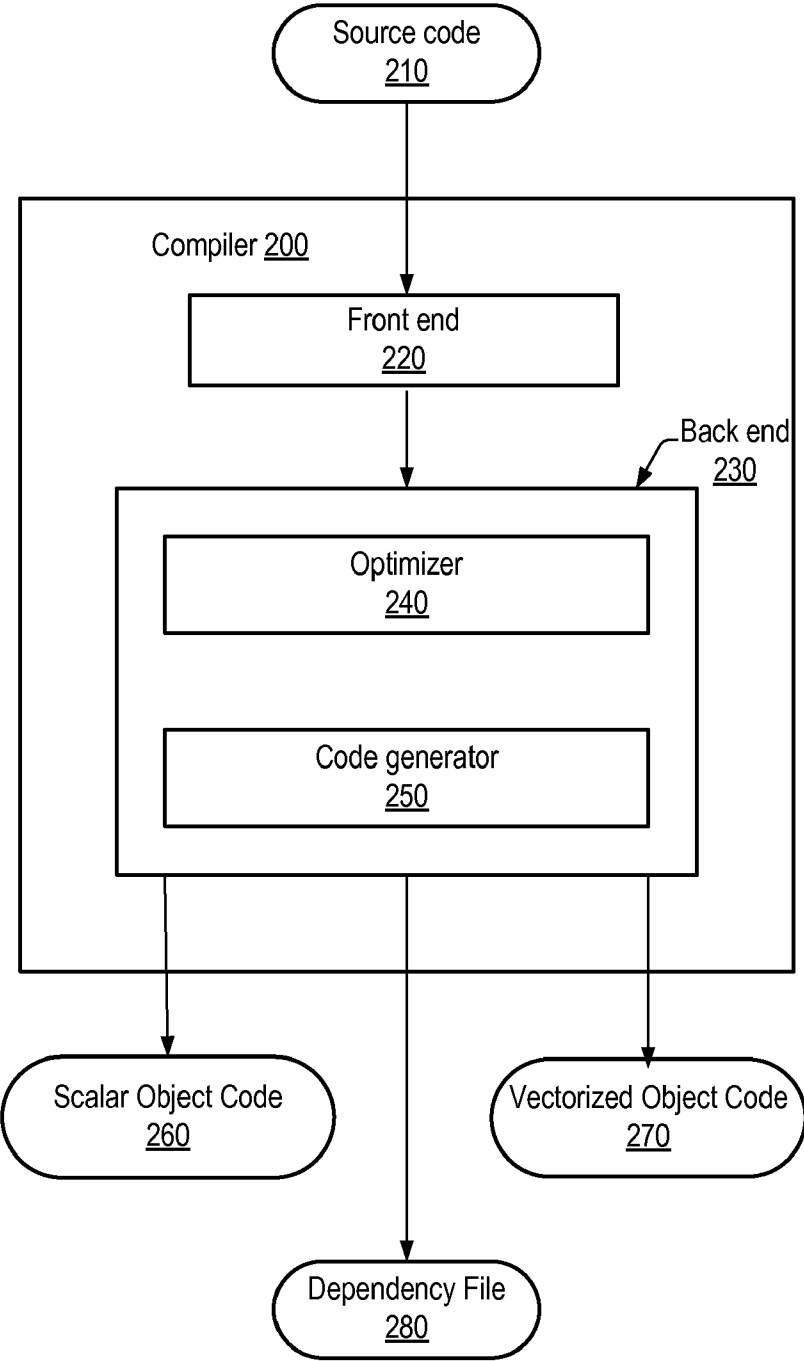 Source code
210
Compiler 200
Front end
220
Back end
230
Optimizer
240
Code generator
250
Scalar Object Code
260
Vectorized Object Code
270
Dependency File
280